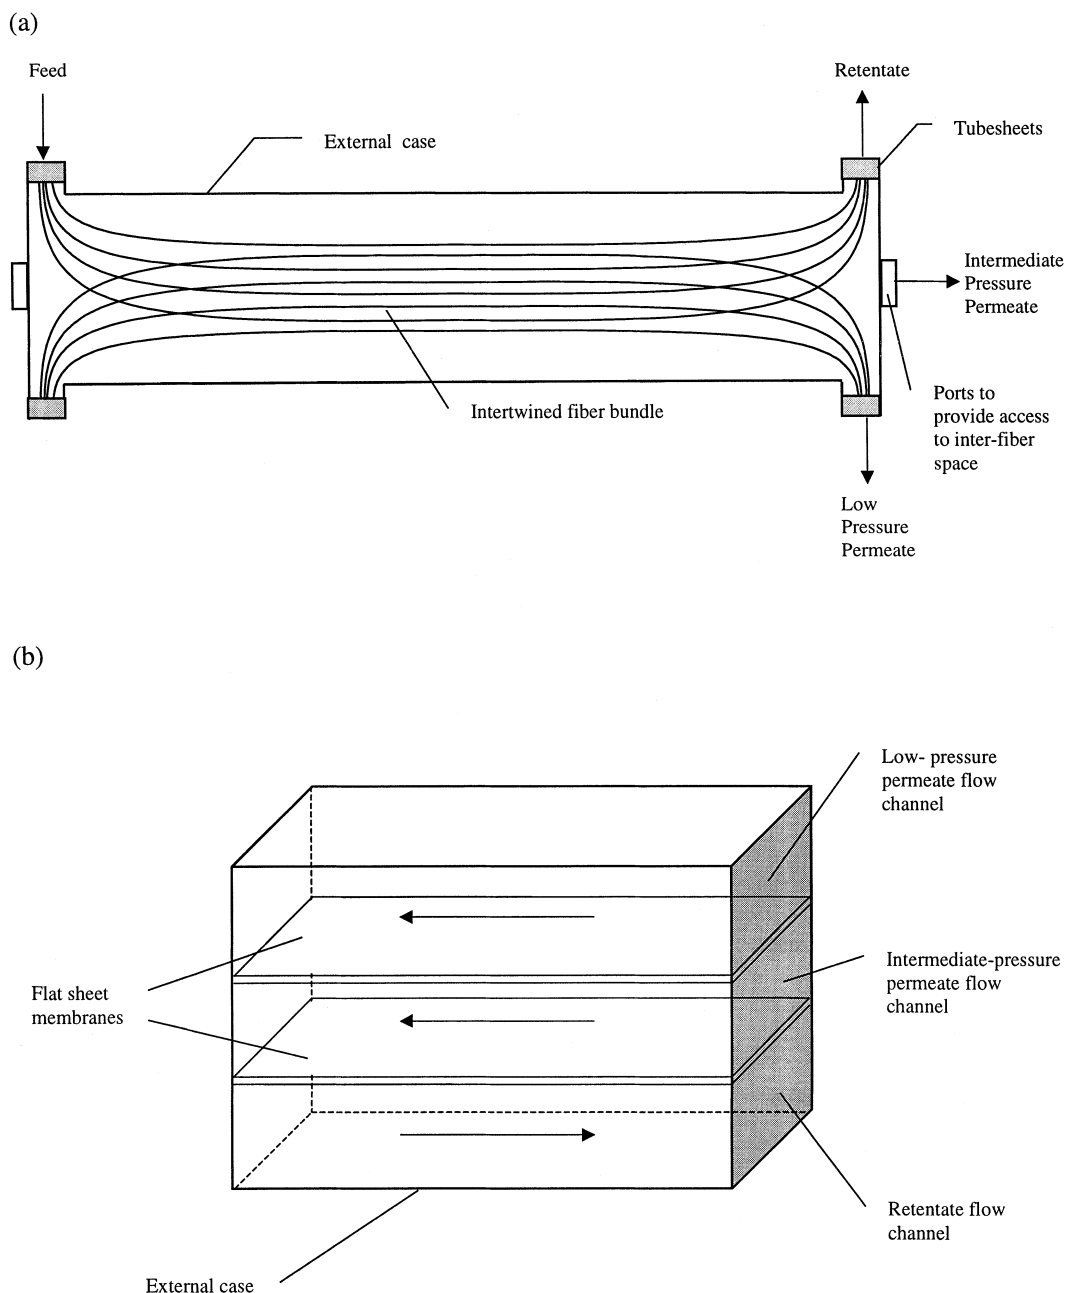 (a)
Feed
Retentate
External case
Tubesheets
Intermediate
Pressure
Permeate
Intertwined fiber bundle
Ports to
provide access
to inter-fiber
space
Low
Pressure
Permeate
(b)
Low- pressure
permeate flow
channel
Intermediate-pressure
permeate flow
channel
Flat sheet
membranes
Retentate flow
channel
External case